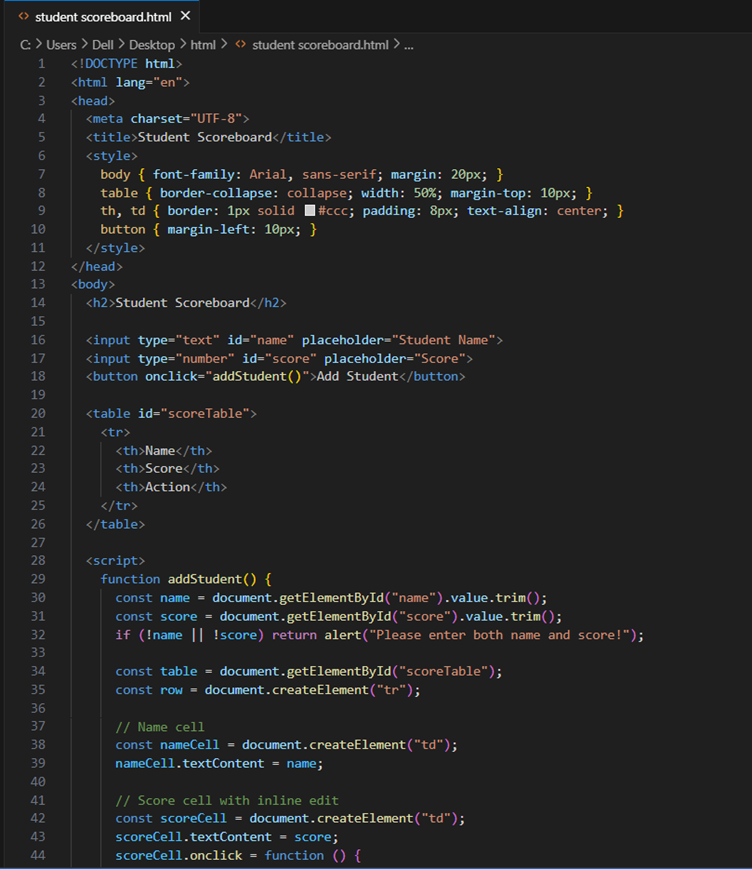 student scoreboard.html
C: > Users > Dell > Desktop > html > student scoreboard.html > ...
1 <!DOCTYPE html>
2 <html lang="en">
3 <head>
4   <meta charset="UTF-8">
5   <title>Student Scoreboard</title>
6   <style>
7     body { font-family: Arial, sans-serif; margin: 20px; }
8     table { border-collapse: collapse; width: 50%; margin-top: 10px; }
9     th, td { border: 1px solid #ccc; padding: 8px; text-align: center; }
10     button { margin-left: 10px; }
11   </style>
12 </head>
13 <body>
14   <h2>Student Scoreboard</h2>
15
16   <input type="text" id="name" placeholder="Student Name">
17   <input type="number" id="score" placeholder="Score">
18   <button onclick="addStudent()">Add Student</button>
19
20   <table id="scoreTable">
21     <tr>
22       <th>Name</th>
23       <th>Score</th>
24       <th>Action</th>
25     </tr>
26   </table>
27
28   <script>
29     function addStudent() {
30       const name = document.getElementById("name").value.trim();
31       const score = document.getElementById("score").value.trim();
32       if (!name || !score) return alert("Please enter both name and score!");
33
34       const table = document.getElementById("scoreTable");
35       const row = document.createElement("tr");
36
37       // Name cell
38       const nameCell = document.createElement("td");
39       nameCell.textContent = name;
40
41       // Score cell with inline edit
42       const scoreCell = document.createElement("td");
43       scoreCell.textContent = score;
44       scoreCell.onclick = function () {